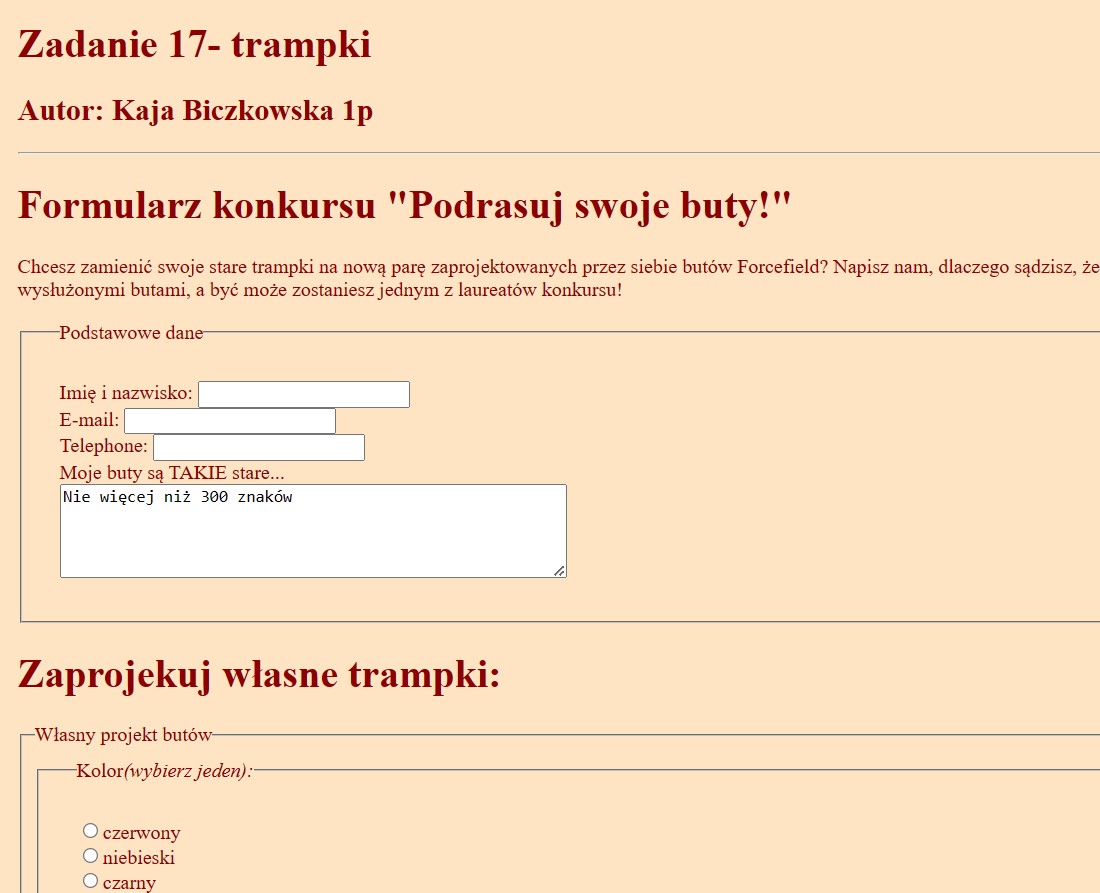 Zadanie 17- trampki
Autor: Kaja Biczkowska 1p
Formularz konkursu "Podrasuj swoje buty!"
Chcesz zamienić swoje stare trampki na nową parę zaprojektowanych przez siebie butów Forcefield? Napisz nam, dlaczego sądzisz, że
wysłużonymi butami, a być może zostaniesz jednym z laureatów konkursu!
Podstawowe dane
Imię i nazwisko:
E-mail:
Telephone:
Moje buty są TAKIE stare...
Nie więcej niż 300 znaków
Zaprojekuj własne trampki:
Własny projekt butów
Kolor(wybierz jeden):
czerwony
niebieski
czarny